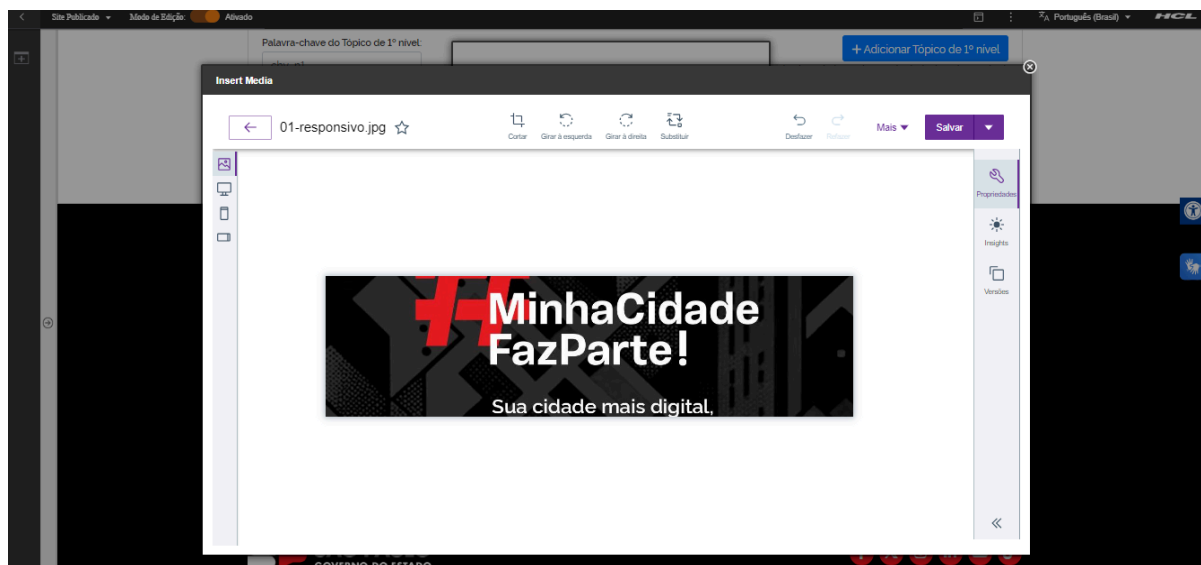 Site Publicado
Modo de Edição:
Ativado
Português (Brasil)
HCL
Palavra-chave do Tópico de 1º nível:
+ Adicionar Tópico de 1º nível
Insert Media
01-responsivo.jpg
Cortar
Girar à esquerda
Girar à direita
Substituir
Desfazer
Refazer
Mais
Salvar
Propriedades
Insights
Versões
#MinhaCidade
FazParte!
Sua cidade mais digital,
GOVERNO DO ESTADO